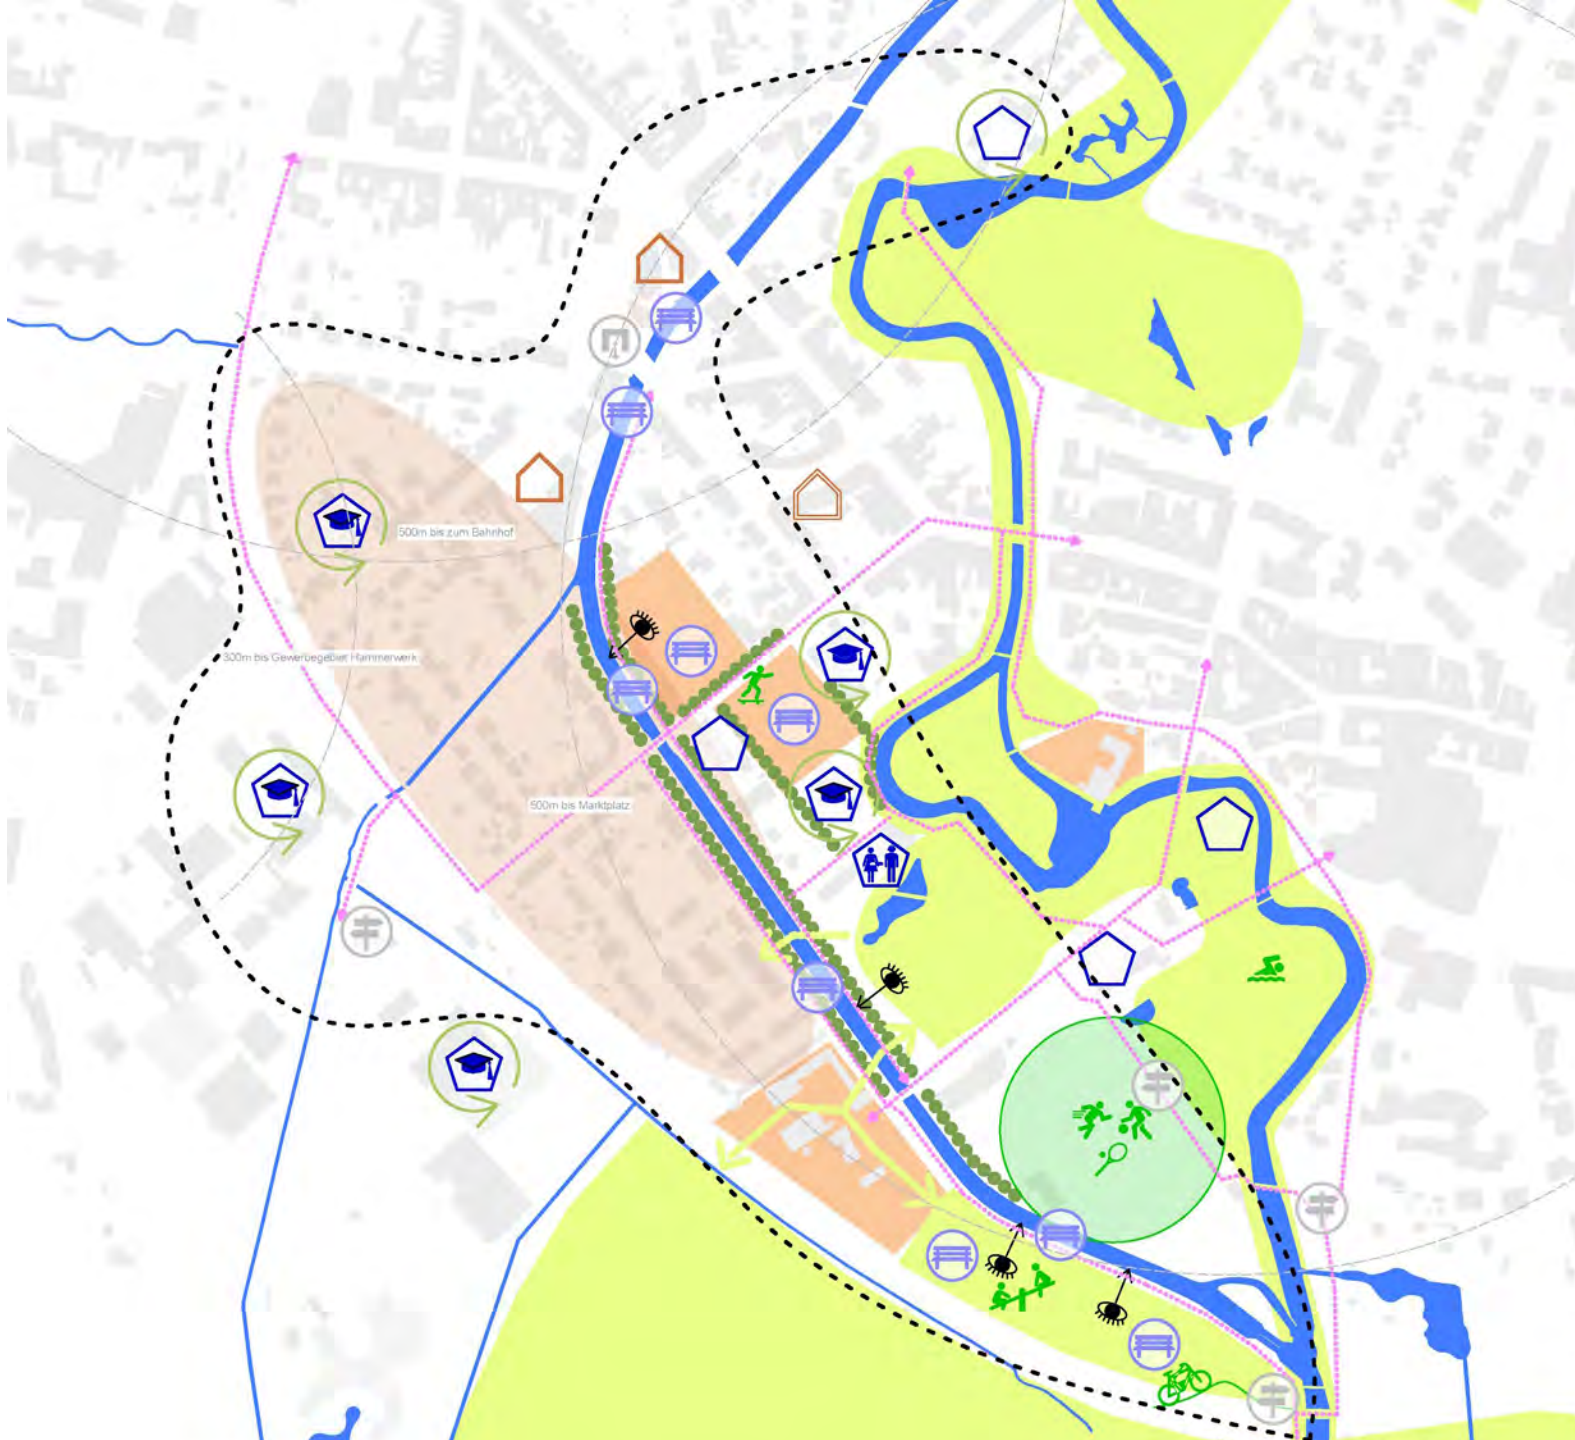 500m bis zum Bahnhof
300m bis Gewerbegebiet Hammerwerk
500m bis Marktplatz